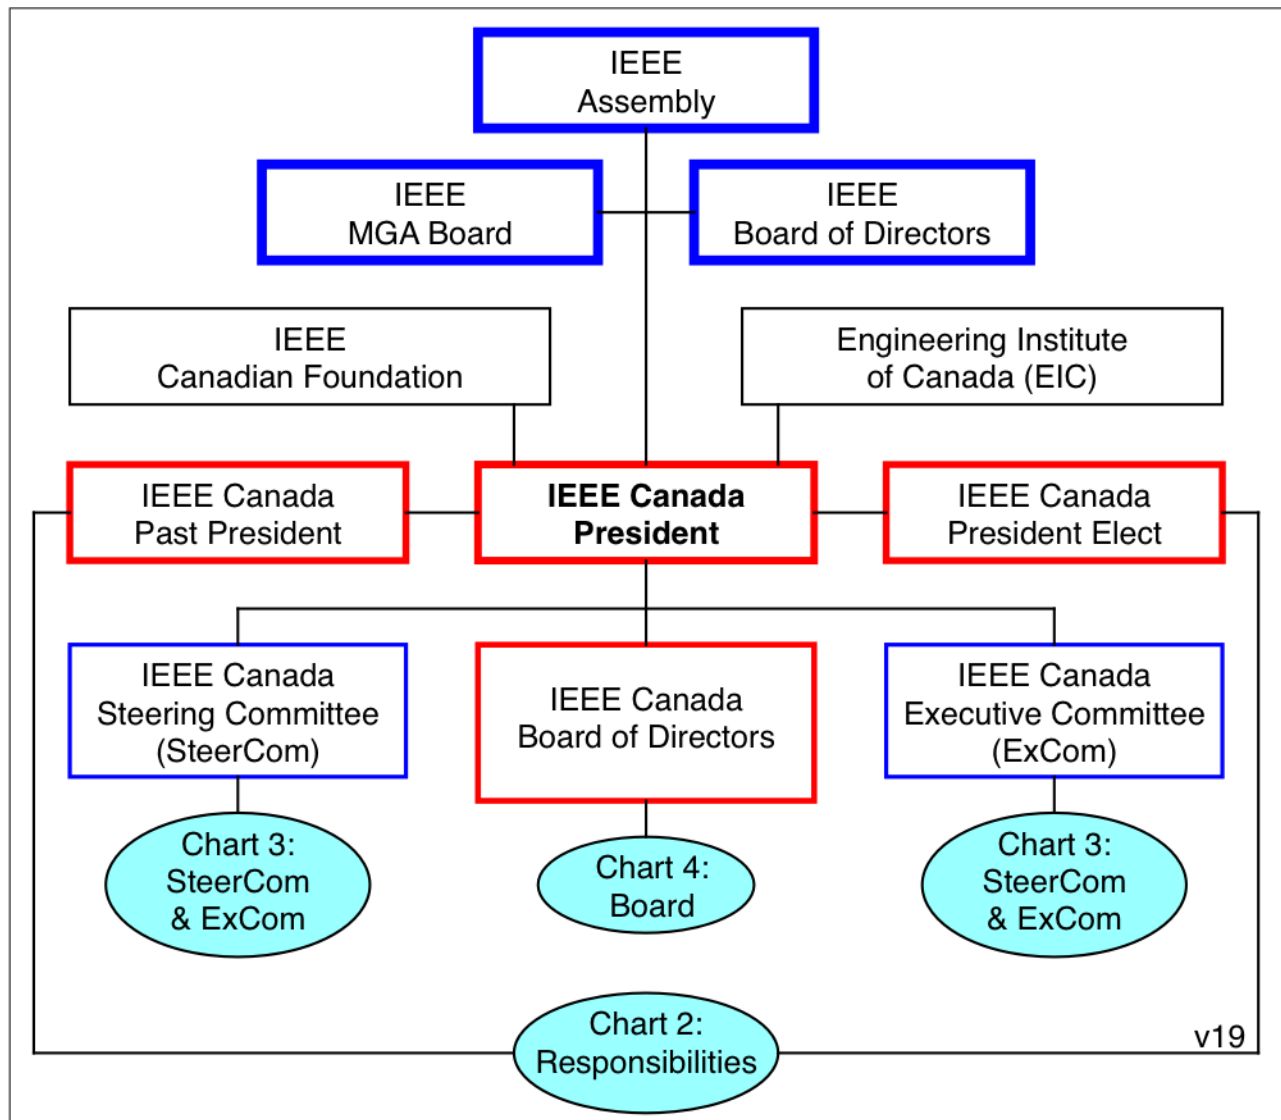 IEEE
Assembly
IEEE
MGA Board
IEEE
Board of Directors
IEEE
Canadian Foundation
Engineering Institute
of Canada (EIC)
IEEE Canada
Past President
IEEE Canada
President
IEEE Canada
President Elect
IEEE Canada
Steering Committee
(SteerCom)
IEEE Canada
Board of Directors
IEEE Canada
Executive Committee
(ExCom)
Chart 3:
SteerCom
& ExCom
Chart 4:
Board
Chart 3:
SteerCom
& ExCom
Chart 2:
Responsibilities
v19